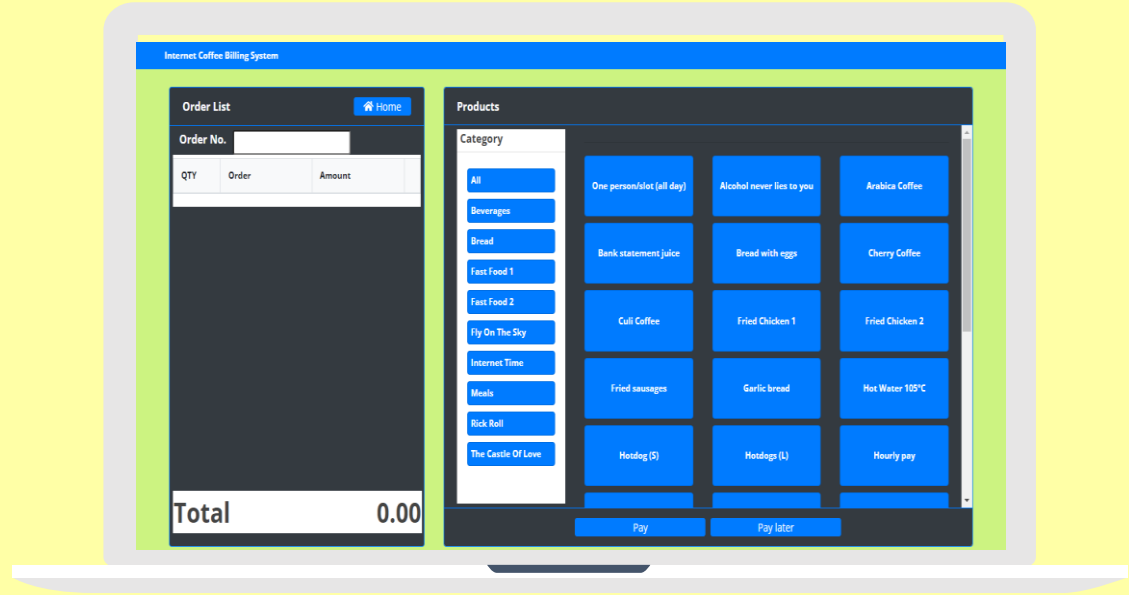 Internet Coffee Billing System
Order List
Home
Order No.
QTY Order Amount
Total 0.00
Products
Category
All
Beverages
Bread
Fast Food 1
Fast Food 2
Fly On The Sky
Internet Time
Meals
Rick Roll
The Castle Of Love
One person/slot (all day) Alcohol never lies to you Arabica Coffee
Bank statement juice Bread with eggs Cherry Coffee
Culi Coffee Fried Chicken 1 Fried Chicken 2
Fried sausages Garlic bread Hot Water 105°C
Hotdog (S) Hotdogs (L) Hourly pay
Pay Pay later